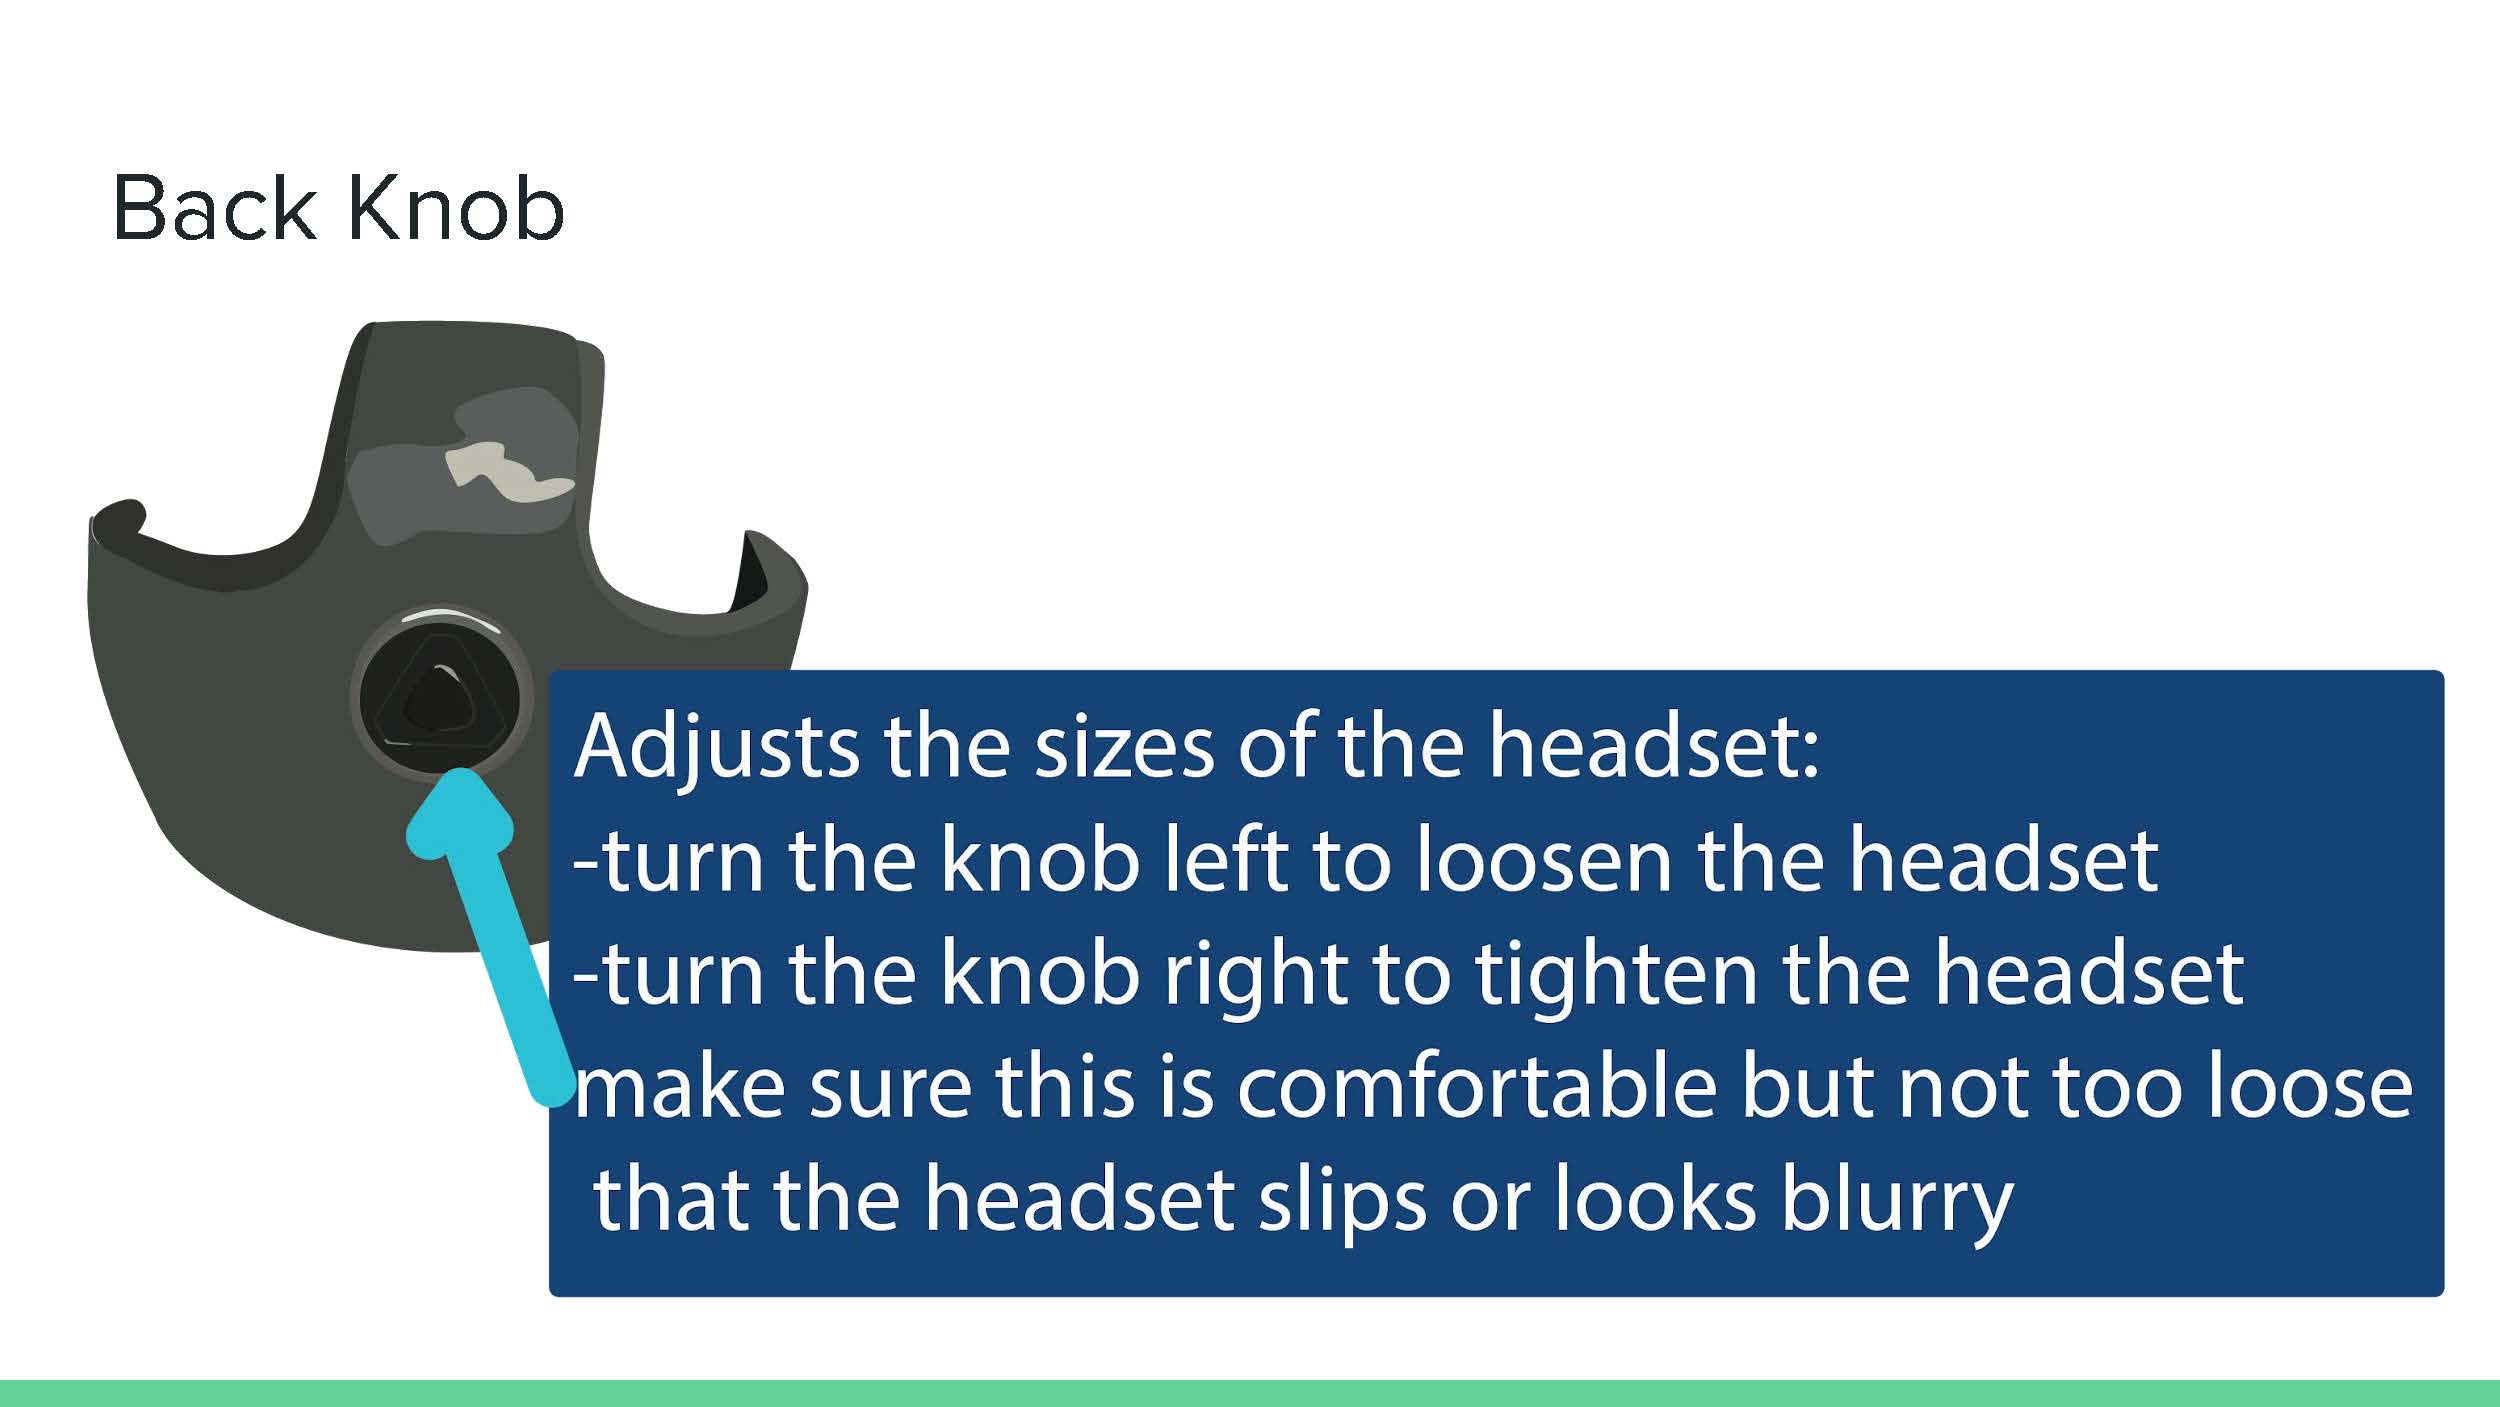 Back Knob
Adjusts the sizes of the headset:
-turn the knob left to loosen the headset
-turn the knob right to tighten the headset
make sure this is comfortable but not too loose
that the headset slips or looks blurry